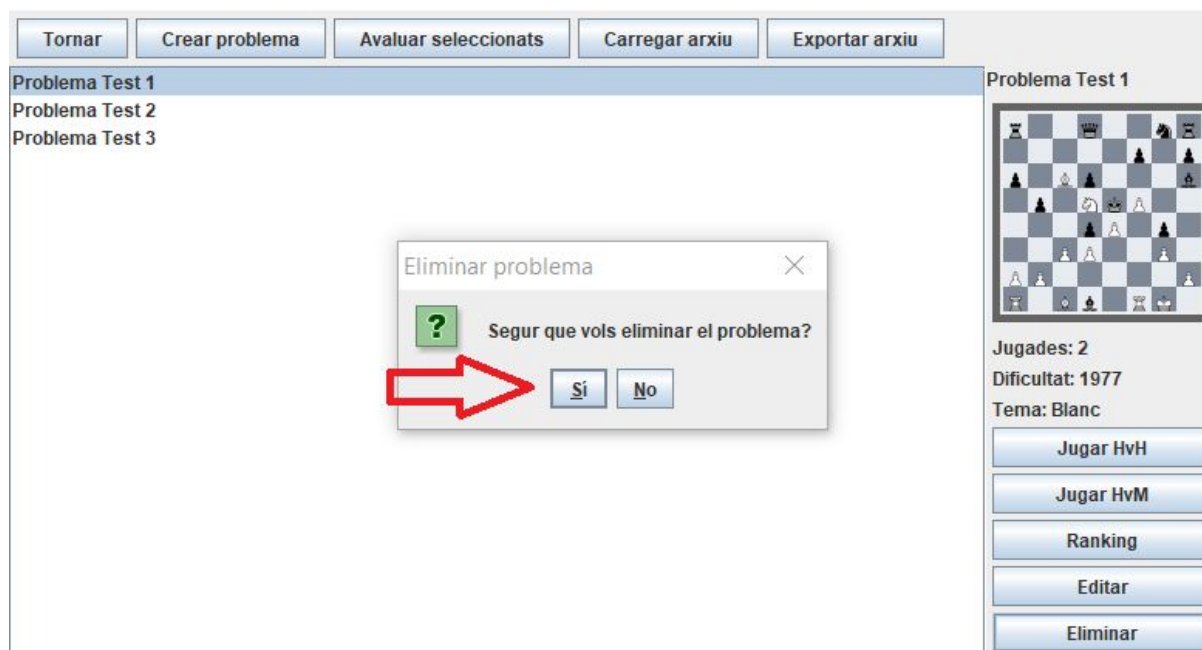 Tornar Crear problema Avaluar seleccionats Carregar arxiu Exportar arxiu
Problema Test 1
Problema Test 2
Problema Test 3
Problema Test 1
Eliminar problema
?
Segur que vols eliminar el problema?
Sí No
Jugades: 2
Dificultat: 1977
Tema: Blanc
Jugar HvH
Jugar HvM
Ranking
Editar
Eliminar